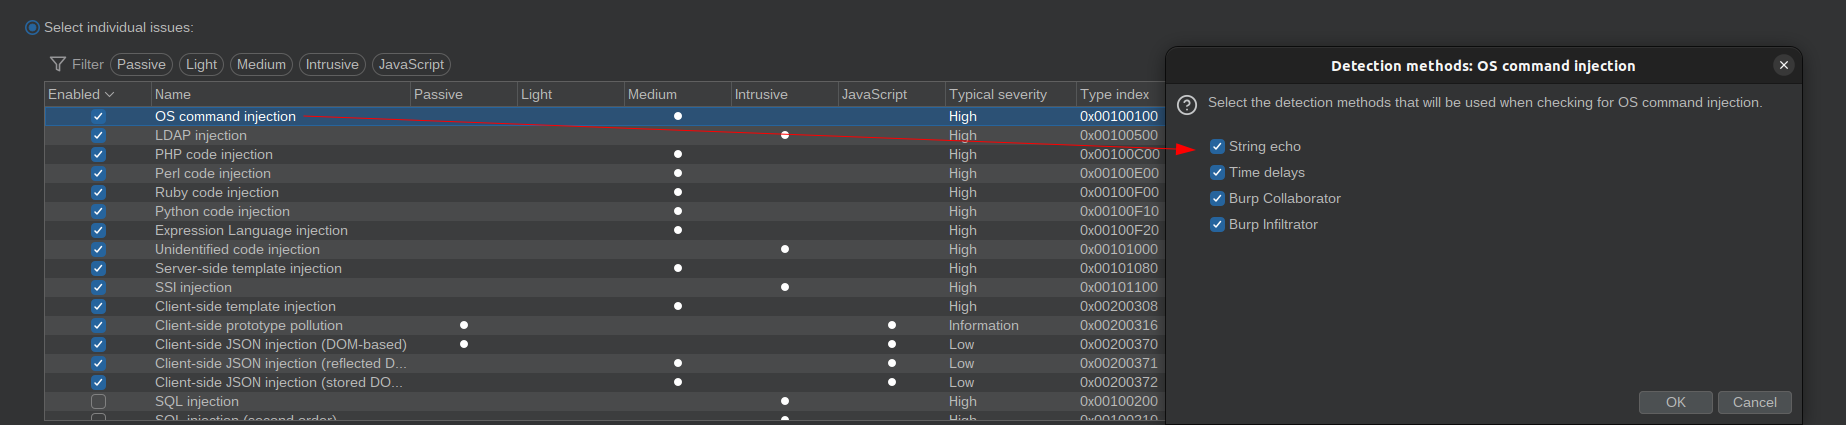 Select individual issues:
Filter Passive Light Medium Intrusive JavaScript
Enabled Name Passive Light Medium Intrusive JavaScript Typical severity Type index
OS command injection High 0x00100100
LDAP injection High 0x00100500
PHP code injection High 0x00100C00
Perl code injection High 0x00100E00
Ruby code injection High 0x00100F00
Python code injection High 0x00100F10
Expression Language injection High 0x00100F20
Unidentified code injection High 0x00101000
Server-side template injection High 0x00101080
SSI injection High 0x00101100
Client-side template injection High 0x00200308
Client-side prototype pollution Information 0x00200316
Client-side JSON injection (DOM-based) Low 0x00200370
Client-side JSON injection (reflected D... Low 0x00200371
Client-side JSON injection (stored DO... Low 0x00200372
SQL injection High 0x00100200
SQL injection (second order) High 0x00100210
Detection methods: OS command injection
Select the detection methods that will be used when checking for OS command injection.
String echo
Time delays
Burp Collaborator
Burp Infiltrator
OK Cancel